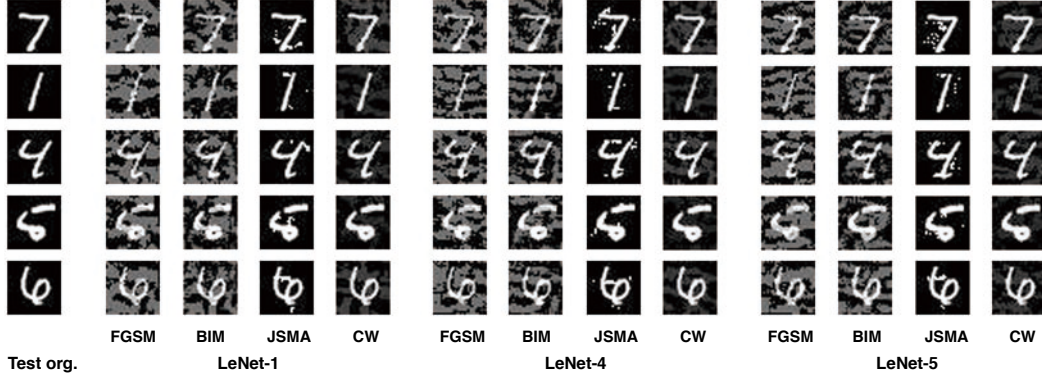 FGSM BIM JSMA CW FGSM BIM JSMA CW FGSM BIM JSMA CW
Test org. LeNet-1 LeNet-4 LeNet-5